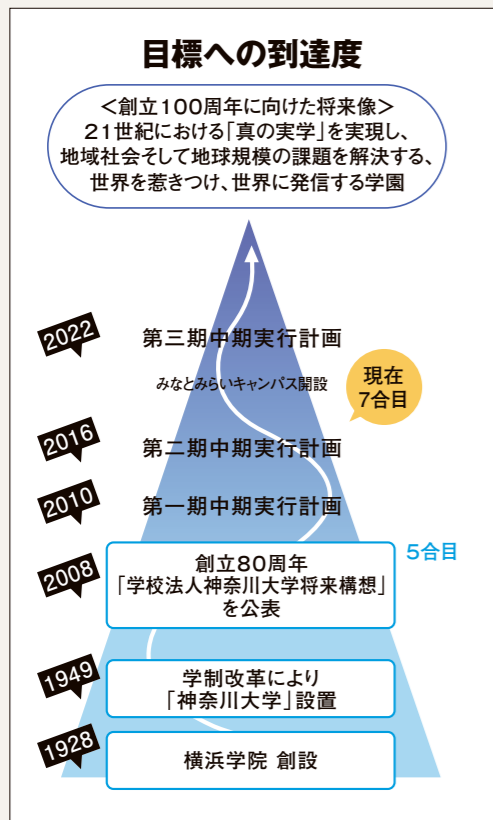 目標への到達度
＜創立100周年に向けた将来像＞
21世紀における「真の実学」を実現し、
地域社会そして地球規模の課題を解決する、
世界を惹きつけ、世界に発信する学園
2022
第三期中期実行計画
みなとみらいキャンパス開設
現在
7合目
2016
第二期中期実行計画
2010
第一期中期実行計画
5合目
2008
創立80周年
「学校法人神奈川大学将来構想」
を公表
1949
学制改革により
「神奈川大学」設置
1928
横浜学院 創設